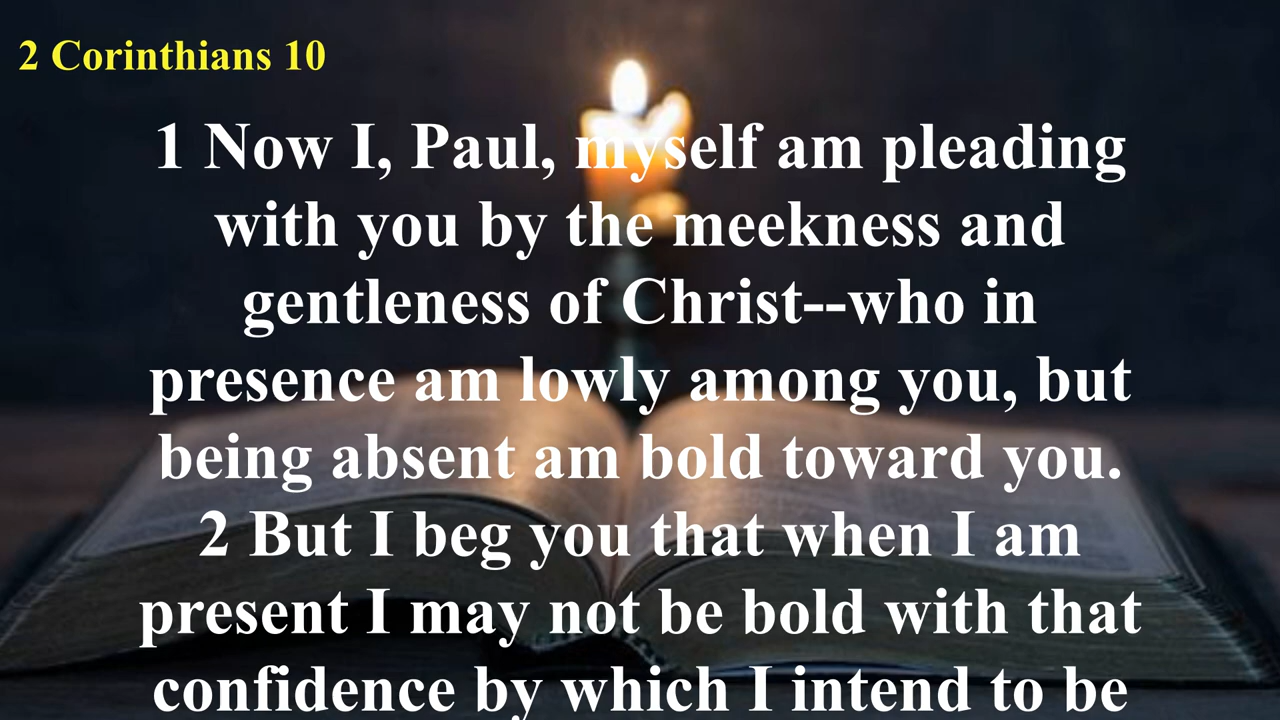 2 Corinthians 10
1 Now I, Paul, myself am pleading
with you by the meekness and
gentleness of Christ--who in
presence am lowly among you, but
being absent am bold toward you.
2 But I beg you that when I am
present I may not be bold with that
confidence by which I intend to be